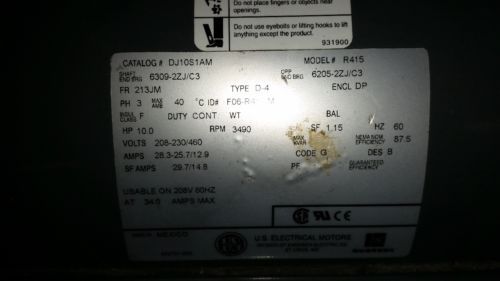 Do not place fingers or
objects near
openings.
Do not use eyebolts or lifting hooks to lift
anything except the product.
931900
CATALOG# DJ10S1AM MODEL# R415
SHAFT END BRG 6309-2Z/C3 OPP END BRG 6205-2Z/C3
FR 213JM TYPE D-4 ENCL DP
PH 3 MAX AMB 40 °C ID# M
INSUL CLASS F DUTY CONT WT BAL
HP 10.0 RPM 3490 SF 1.15 HZ 60
VOLTS 208-230/460 MAX KVAR NEMA NOM EFFICIENCY 87.5
AMPS 28.3-25.7/12.9 CODE G DES B
SF AMPS 29.7/14.8 PF GUARANTEED EFFICIENCY
USABLE ON 208V 60HZ
AT 34.0 AMPS MAX
MEXICO
U.S. ELECTRICAL MOTORS
EMERSON